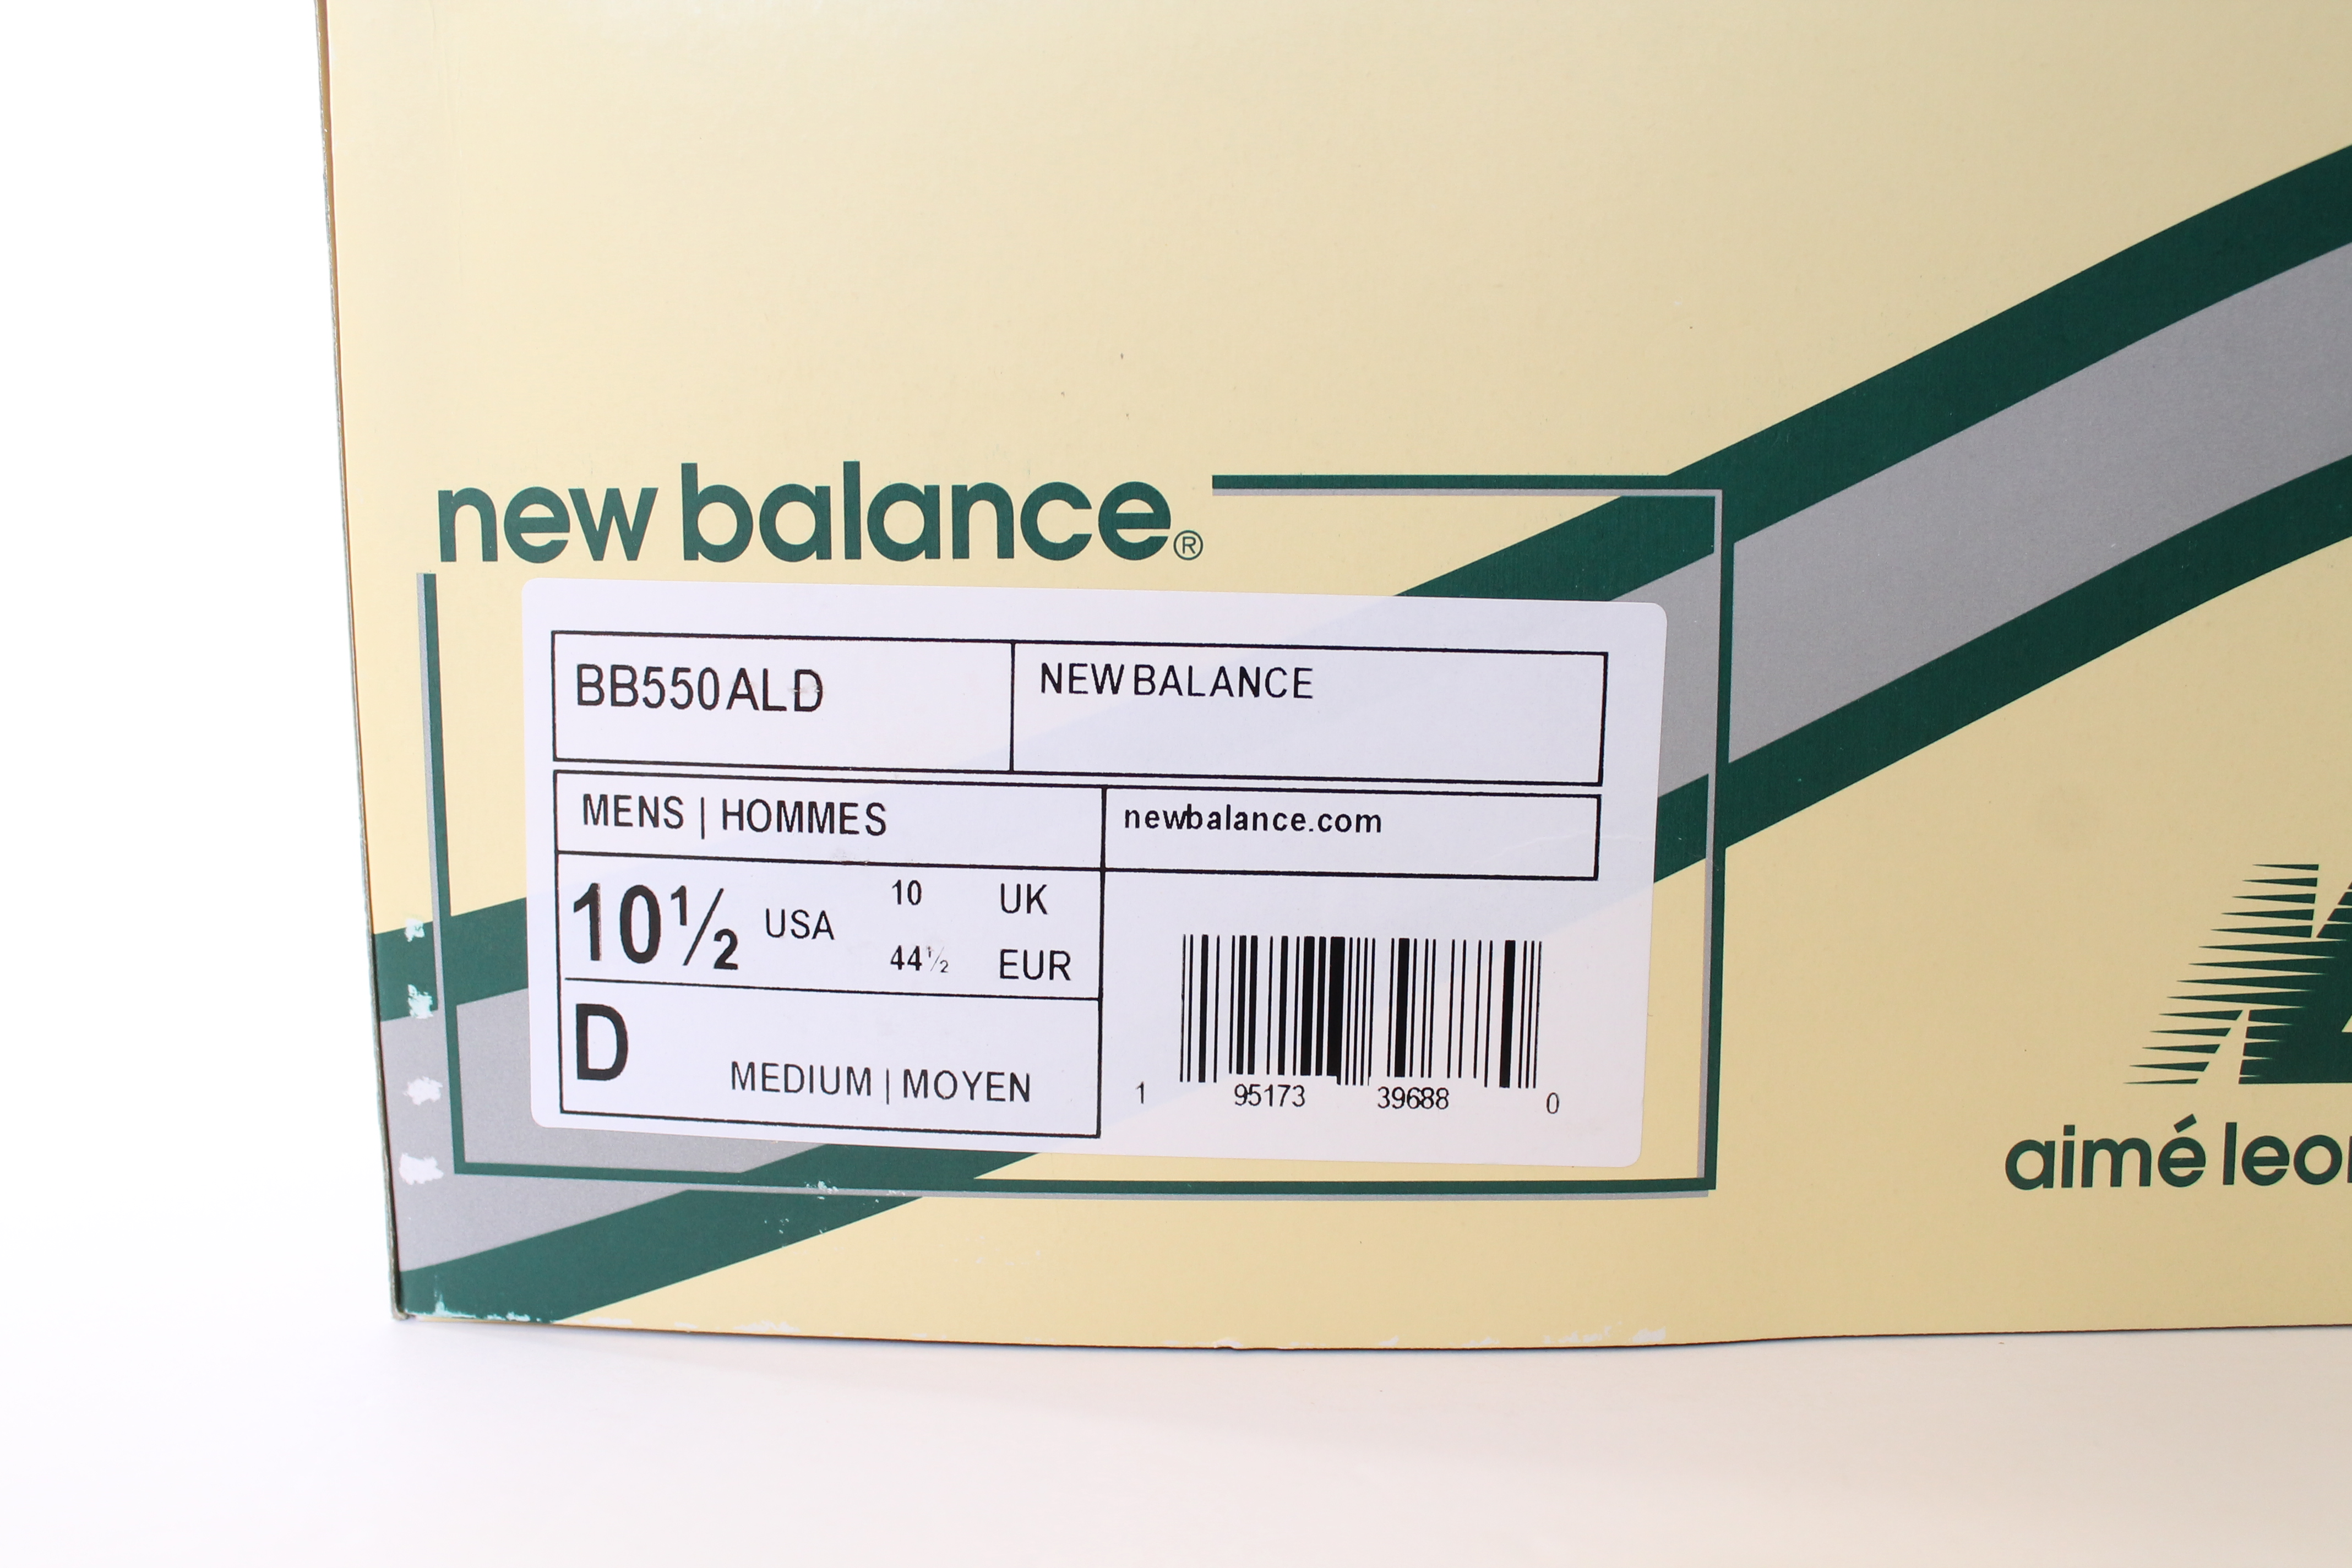 new balance®
BB550ALD
NEW BALANCE
MENS | HOMMES
newbalance.com
10½ USA
10 UK
44½ EUR
D
MEDIUM | MOYEN
1 95173 39688 0
aimé leon